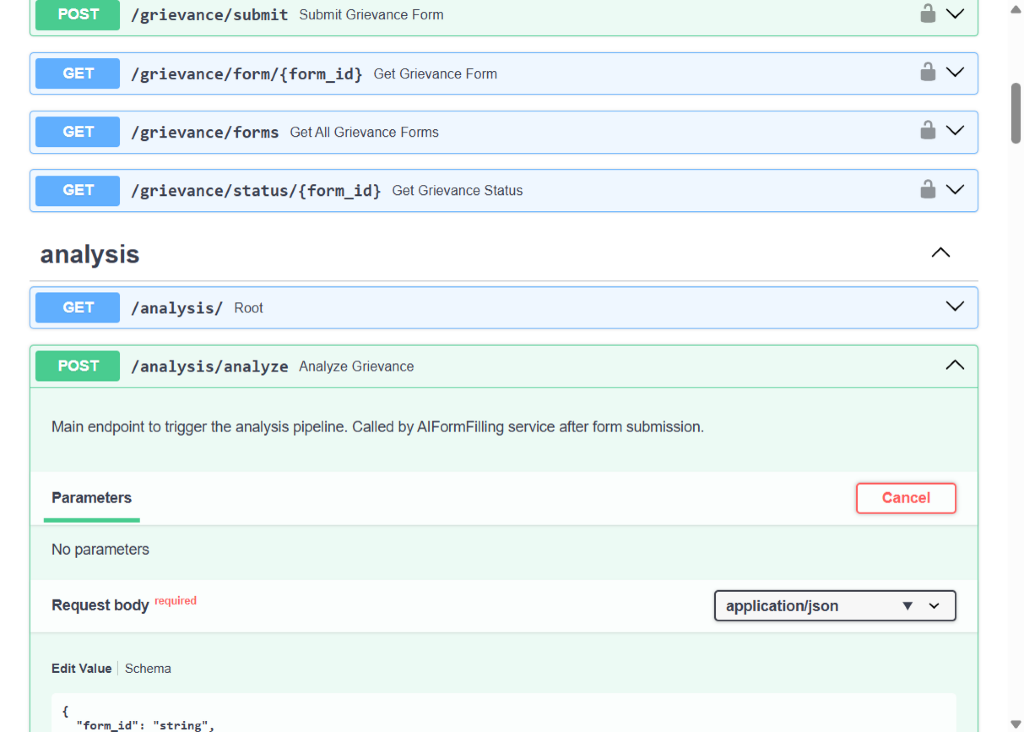 POST /grievance/submit Submit Grievance Form
GET /grievance/form/{form_id} Get Grievance Form
GET /grievance/forms Get All Grievance Forms
GET /grievance/status/{form_id} Get Grievance Status
analysis
GET /analysis/ Root
POST /analysis/analyze Analyze Grievance
Main endpoint to trigger the analysis pipeline. Called by AIFormFilling service after form submission.
Parameters Cancel
No parameters
Request body required application/json
Edit Value Schema
{
"form_id": "string",